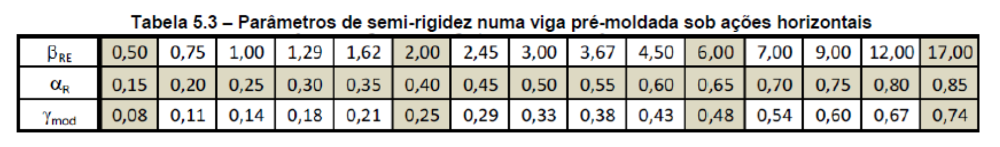 Tabela 5.3 – Parâmetros de semi-rigidez numa viga pré-moldada sob ações horizontais
βRE 0,50 0,75 1,00 1,29 1,62 2,00 2,45 3,00 3,67 4,50 6,00 7,00 9,00 12,00 17,00
αR 0,15 0,20 0,25 0,30 0,35 0,40 0,45 0,50 0,55 0,60 0,65 0,70 0,75 0,80 0,85
γmod 0,08 0,11 0,14 0,18 0,21 0,25 0,29 0,33 0,38 0,43 0,48 0,54 0,60 0,67 0,74